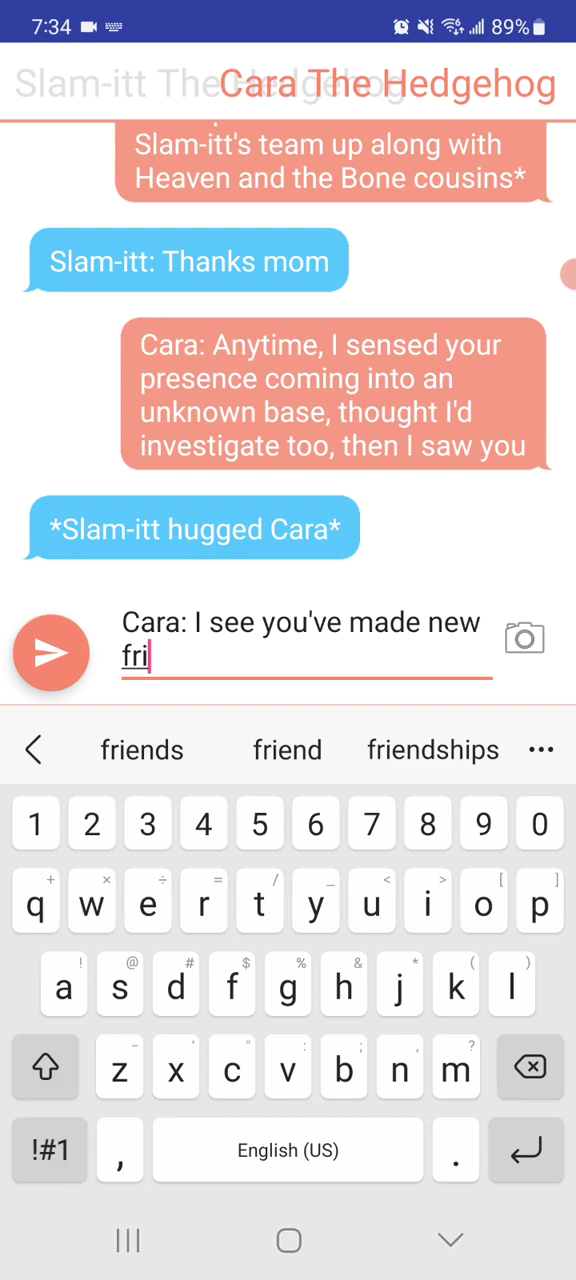 7:34 89%
Slam-itt The Hedgehog Cara The Hedgehog
Slam-itt's team up along with
Heaven and the Bone cousins*
Slam-itt: Thanks mom
Cara: Anytime, I sensed your
presence coming into an
unknown base, thought I'd
investigate too, then I saw you
*Slam-itt hugged Cara*
Cara: I see you've made new
fri
friends friend friendships •••
1 2 3 4 5 6 7 8 9 0
+ × ÷ = / _ < > [ ]
q w e r t y u i o p
! @ # $ % & * ( )
a s d f g h j k l
- ' " : ; , ?
z x c v b n m
!#1 , English (US) .